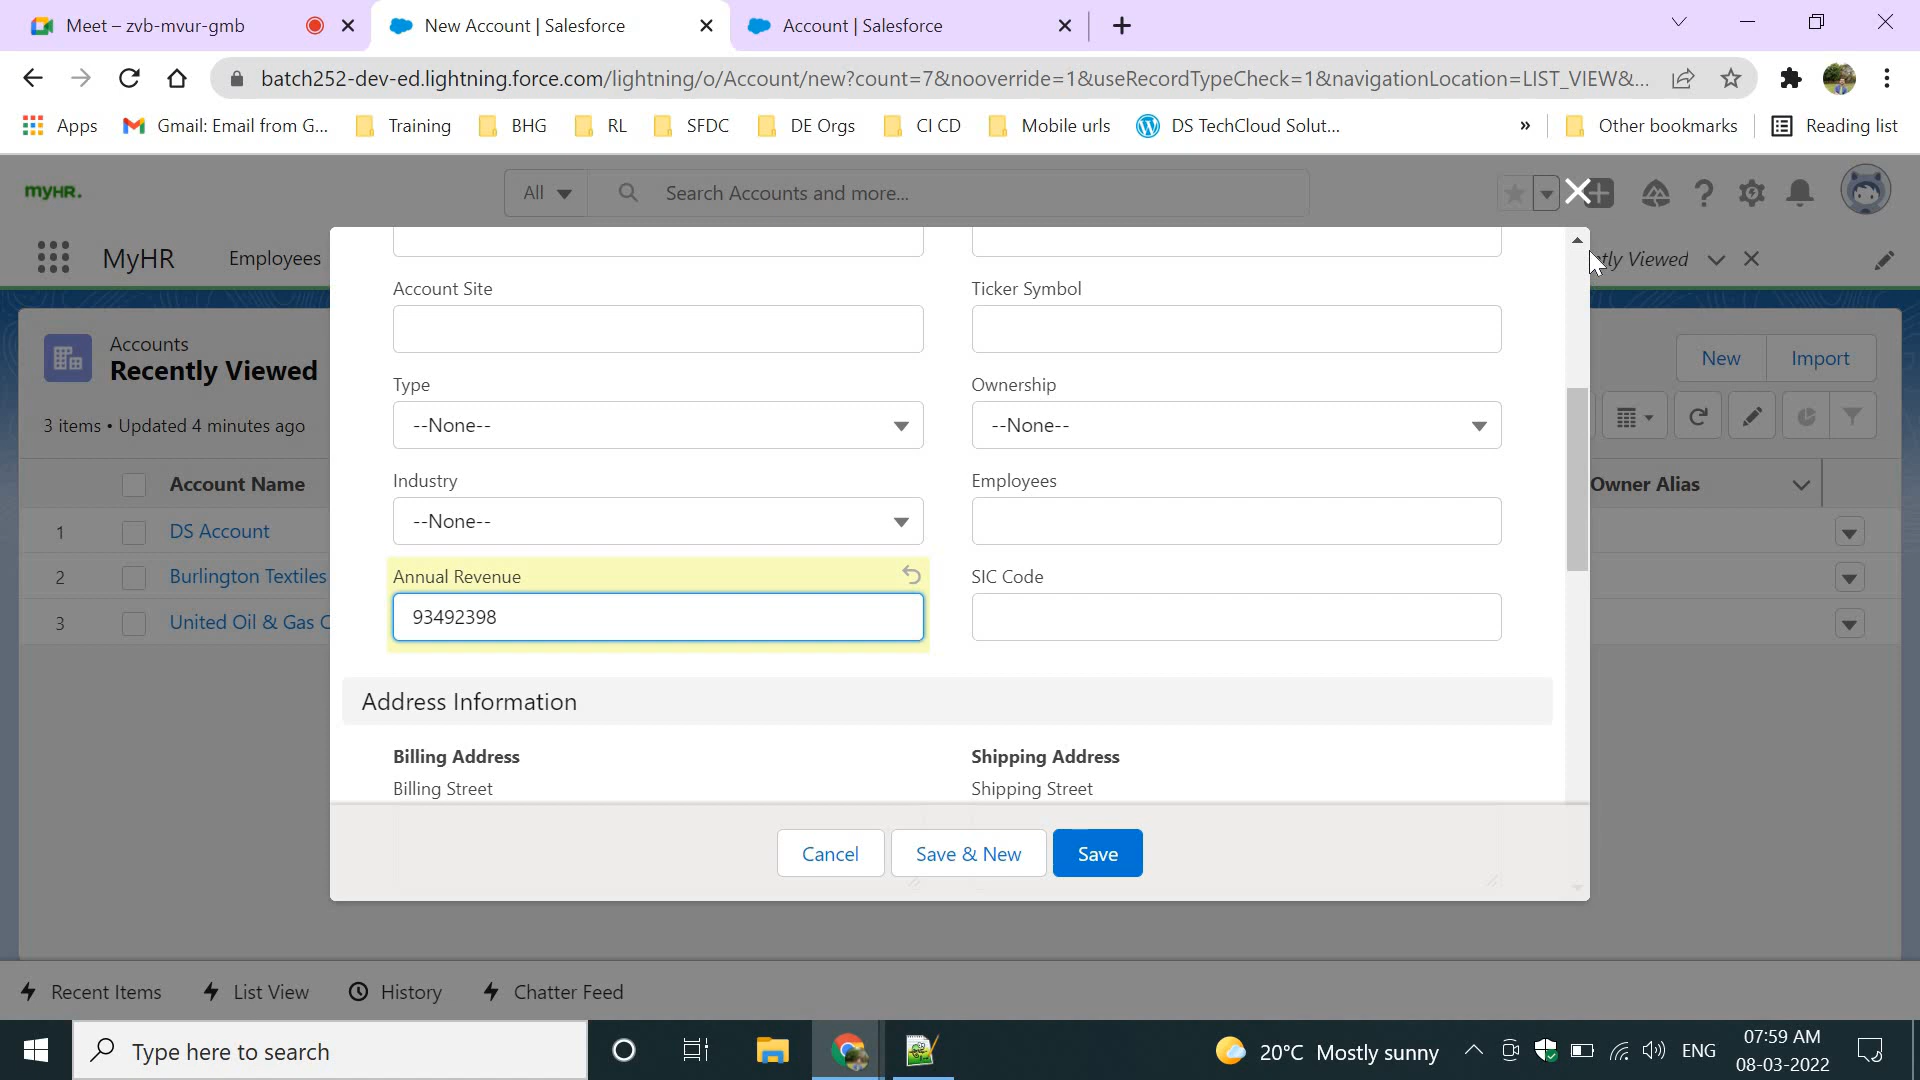 Meet – zvb-mvur-gmb
New Account | Salesforce
Account | Salesforce
batch252-dev-ed.lightning.force.com/lightning/o/Account/new?count=7&nooverride=1&useRecordTypeCheck=1&navigationLocation=LIST_VIEW&...
Apps
Gmail: Email from G...
Training
BHG
RL
SFDC
DE Orgs
CI CD
Mobile urls
DS TechCloud Solut...
»
Other bookmarks
Reading list
myHR.
All
Search Accounts and more...
MyHR
Employees
tly Viewed
Accounts
Recently Viewed
New
Import
3 items • Updated 4 minutes ago
Account Name
Owner Alias
1
DS Account
2
Burlington Textiles
3
United Oil & Gas C
Account Site
Ticker Symbol
Type
Ownership
--None--
--None--
Industry
Employees
--None--
Annual Revenue
SIC Code
93492398
Address Information
Billing Address
Shipping Address
Billing Street
Shipping Street
Cancel
Save & New
Save
Recent Items
List View
History
Chatter Feed
Type here to search
20°C Mostly sunny
ENG
07:59 AM
08-03-2022